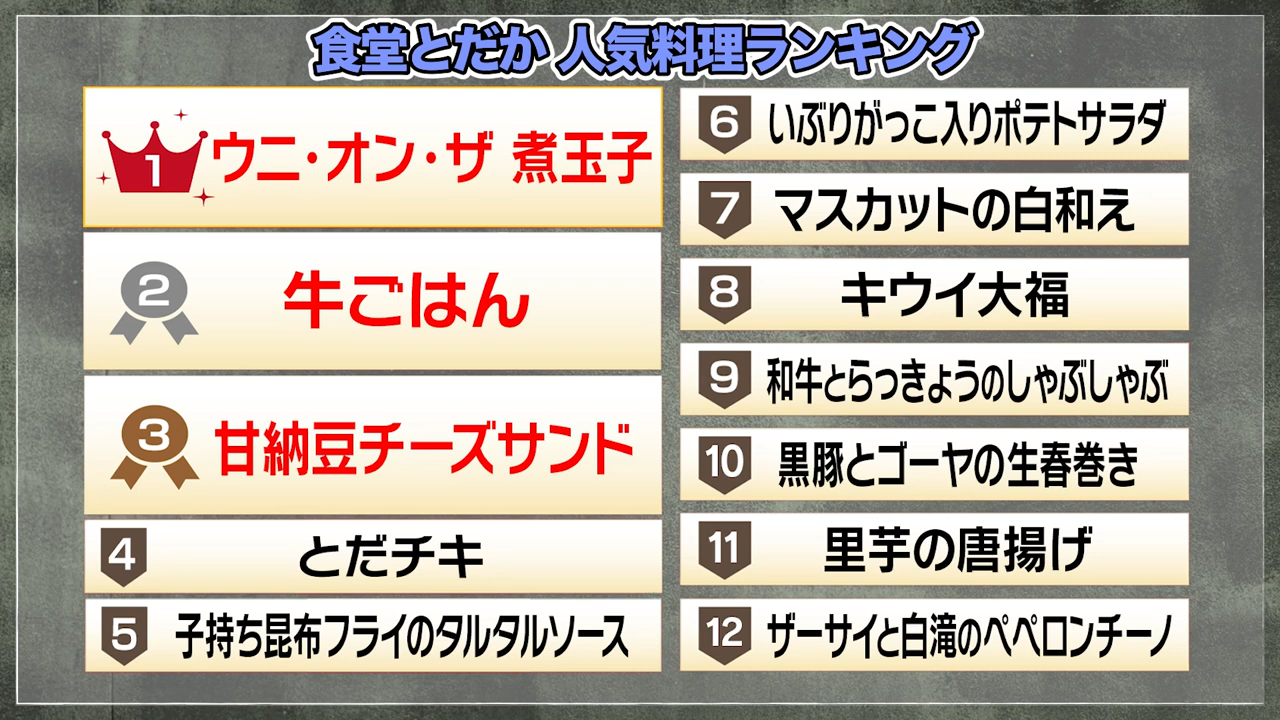 食堂とだか 人気料理ランキング
1 ウニ・オン・ザ 煮玉子
2 牛ごはん
3 甘納豆チーズサンド
4 とだチキ
5 子持ち昆布フライのタルタルソース
6 いぶりがっこ入りポテトサラダ
7 マスカットの白和え
8 キウイ大福
9 和牛とらっきょうのしゃぶしゃぶ
10 黒豚とゴーヤの生春巻き
11 里芋の唐揚げ
12 ザーサイと白滝のペペロンチーノ